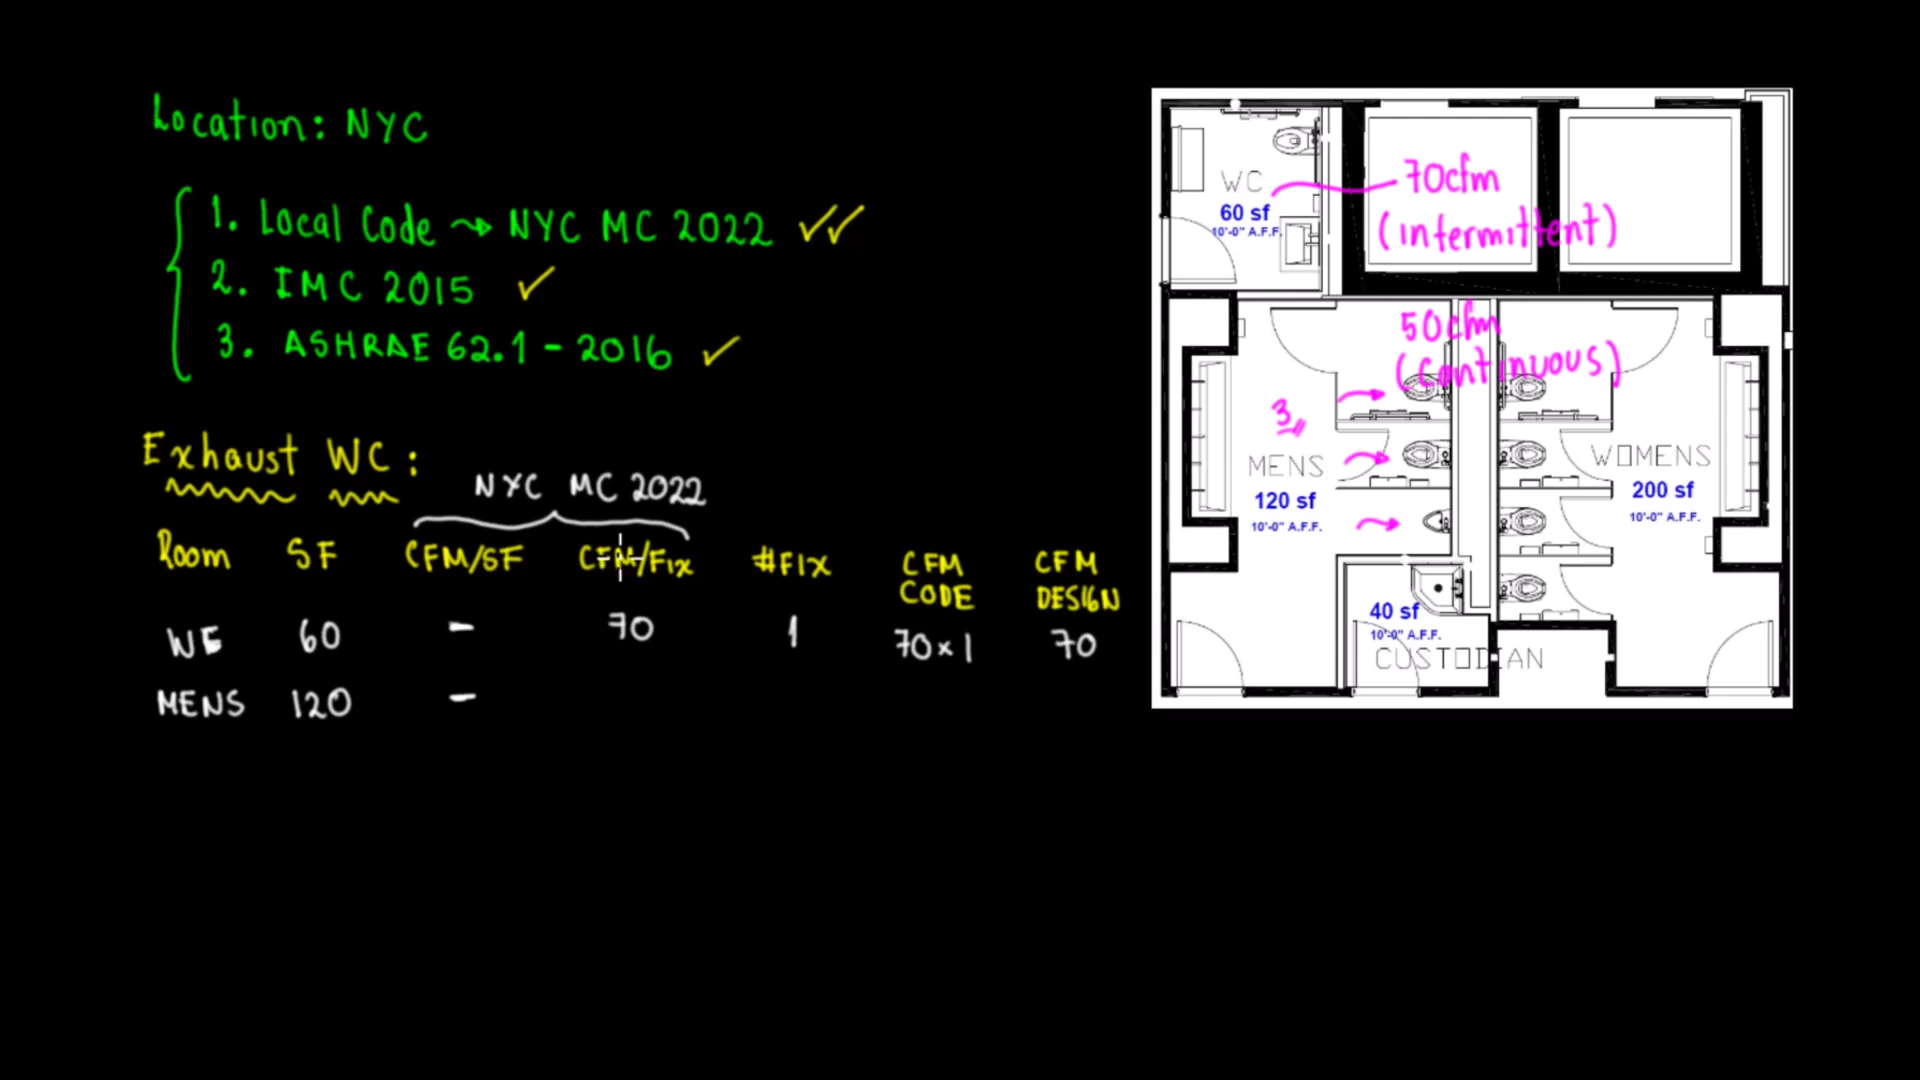 Location: NYC
1. Local Code ~> NYC MC 2022 ✓✓
2. IMC 2015 ✓
3. ASHRAE 62.1 - 2016 ✓
Exhaust WC:
NYC MC 2022
Room SF CFM/SF CFM/Fix #FIX CFM CODE CFM DESIGN
WC 60 - 70 1 70×1 70
MENS 120 -
WC
60 sf
10'-0" A.F.F.
70cfm
(intermittent)
50cfm
(continuous)
3
MENS
120 sf
10'-0" A.F.F.
WOMENS
200 sf
10'-0" A.F.F.
40 sf
10'-0" A.F.F.
CUSTODIAN